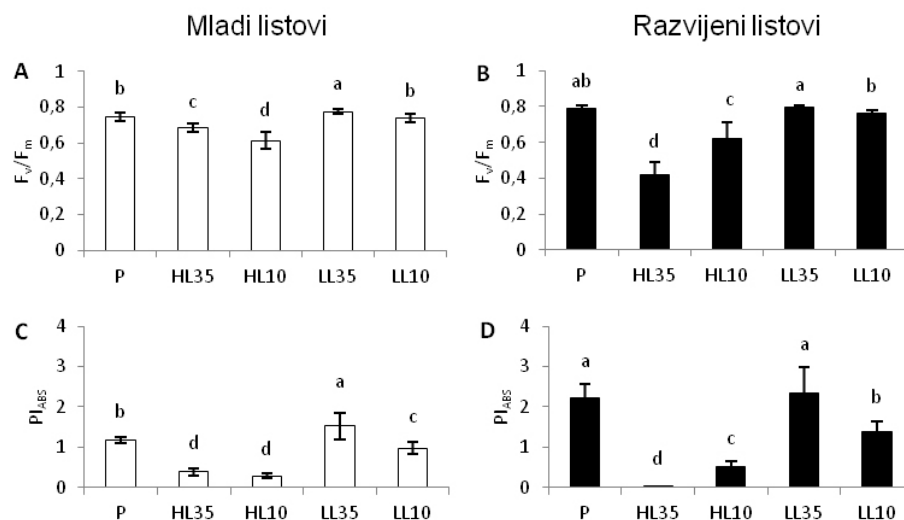 Mladi listovi
Razvijeni listovi
A
1
0,8
0,6
0,4
0,2
0
Fv/Fm
b
c
d
a
b
P HL35 HL10 LL35 LL10
B
1
0,8
0,6
0,4
0,2
0
Fv/Fm
ab
d
c
a
b
P HL35 HL10 LL35 LL10
C
4
3
2
1
0
PIABS
b
d
d
a
c
P HL35 HL10 LL35 LL10
D
4
3
2
1
0
PIABS
a
d
c
a
b
P HL35 HL10 LL35 LL10